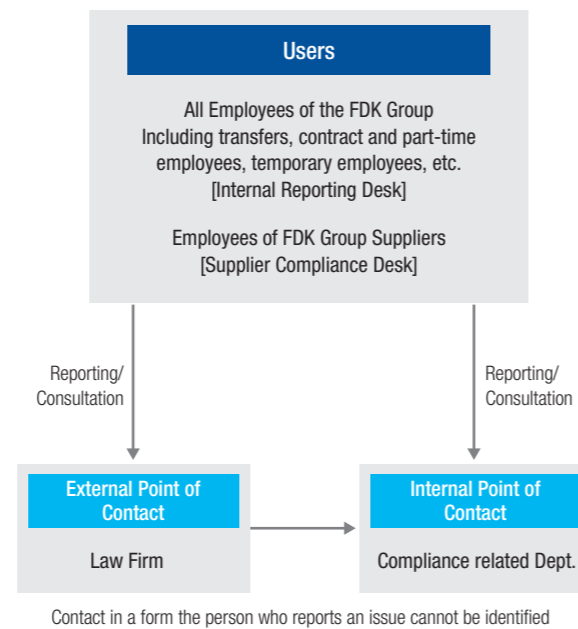 Users
All Employees of the FDK Group
Including transfers, contract and part-time
employees, temporary employees, etc.
[Internal Reporting Desk]
Employees of FDK Group Suppliers
[Supplier Compliance Desk]
Reporting/
Consultation
Reporting/
Consultation
External Point of
Contact
Law Firm
Internal Point of
Contact
Compliance related Dept.
Contact in a form the person who reports an issue cannot be identified